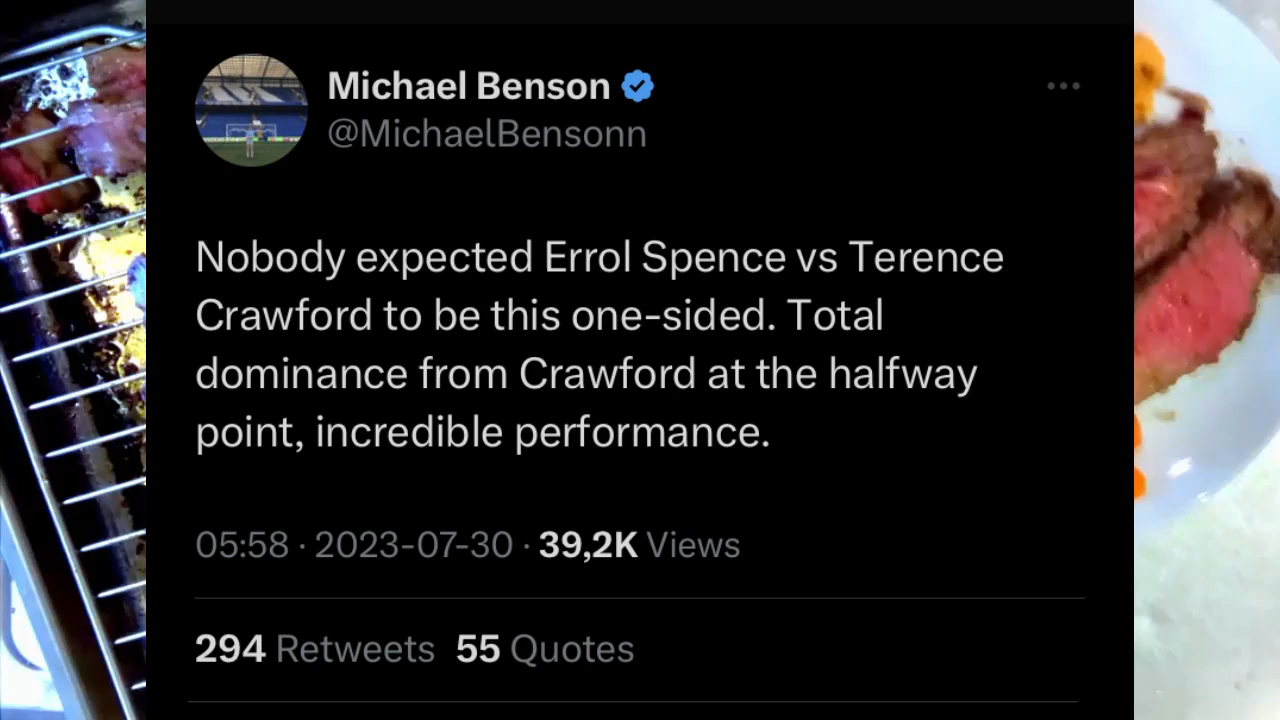 Michael Benson
@MichaelBensonn
Nobody expected Errol Spence vs Terence
Crawford to be this one-sided. Total
dominance from Crawford at the halfway
point, incredible performance.
05:58 · 2023-07-30 · 39,2K Views
294 Retweets 55 Quotes